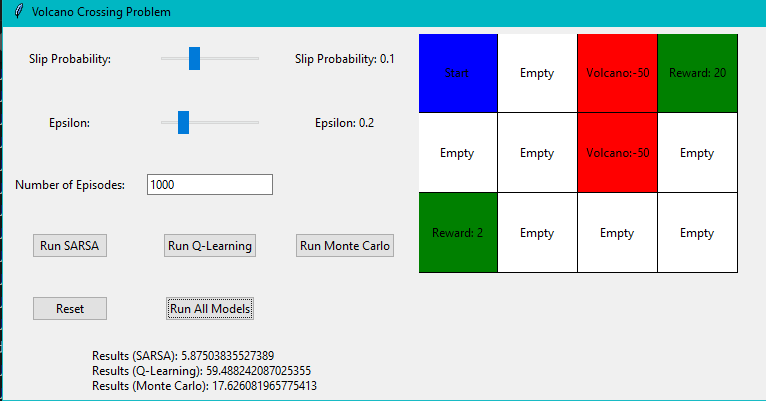 Volcano Crossing Problem
Slip Probability:
Slip Probability: 0.1
Epsilon:
Epsilon: 0.2
Number of Episodes:
1000
Run SARSA
Run Q-Learning
Run Monte Carlo
Reset
Run All Models
Results (SARSA): 5.87503835527389
Results (Q-Learning): 59.488242087025355
Results (Monte Carlo): 17.626081965775413
Start
Empty
Volcano:-50
Reward: 20
Empty
Empty
Volcano:-50
Empty
Reward: 2
Empty
Empty
Empty